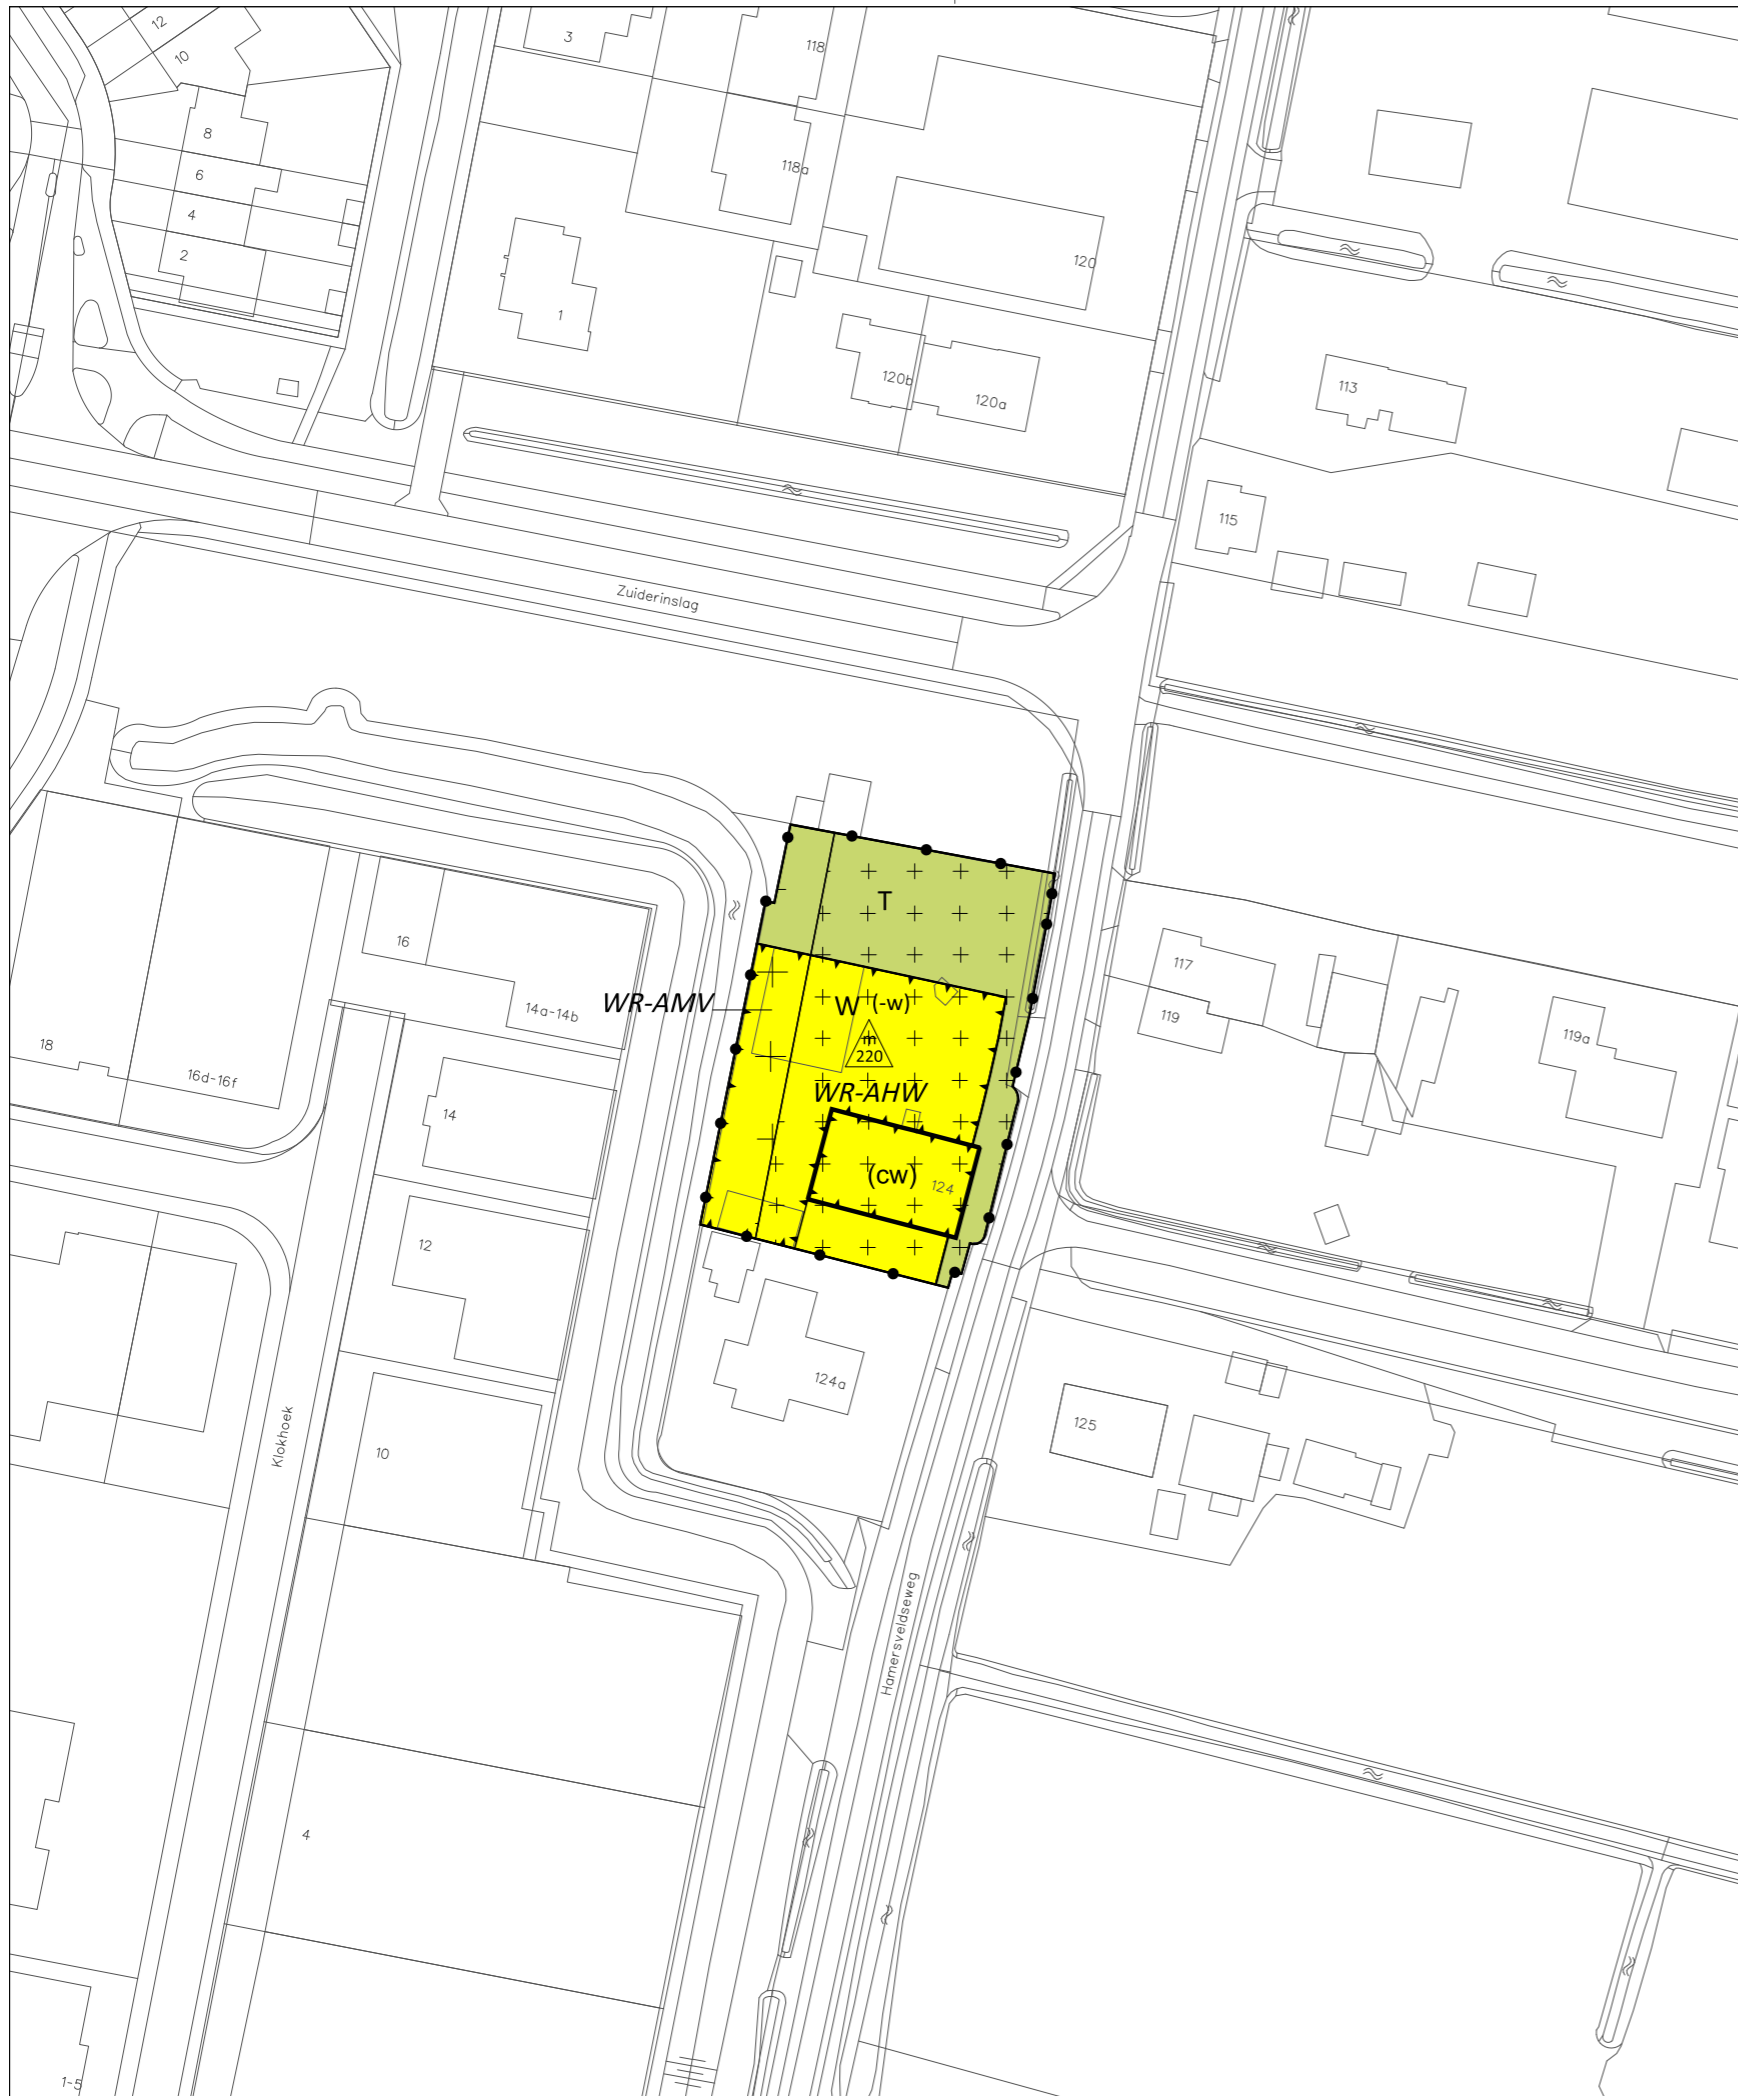 12
10
3
118
8
118a
6
4
2
120
1
120b
120a
113
115
Zuiderinslag
T
16
117
WR-AMV
W (-w)
14a-14b
119
18
m
220
119a
16d-16f
WR-AHW
14
(cw)
124
12
124a
125
Klokhoek
10
Hamersveldseweg
4
1-5